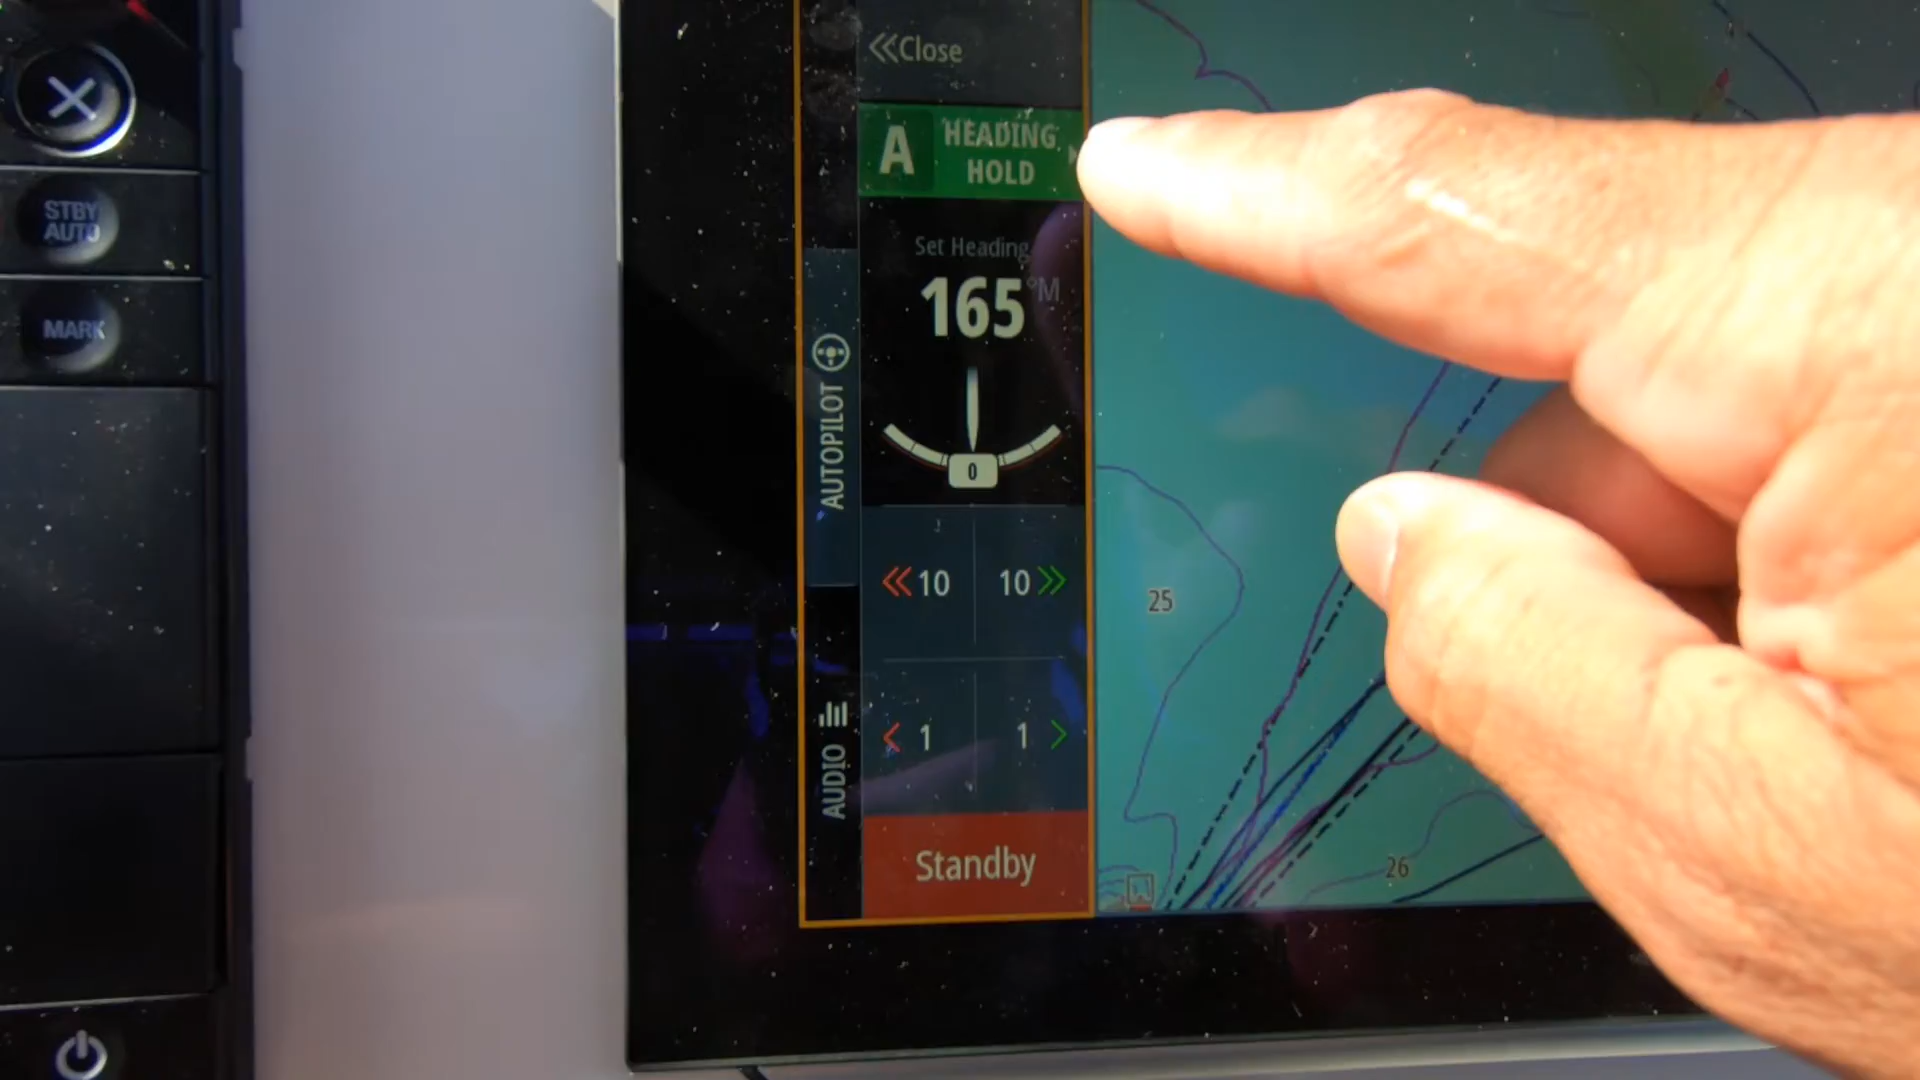 STBY
AUTO
MARK
Close
A HEADING
HOLD
Set Heading
165 °M
0
AUTOPILOT
10 10
1 1
AUDIO
Standby
25
26